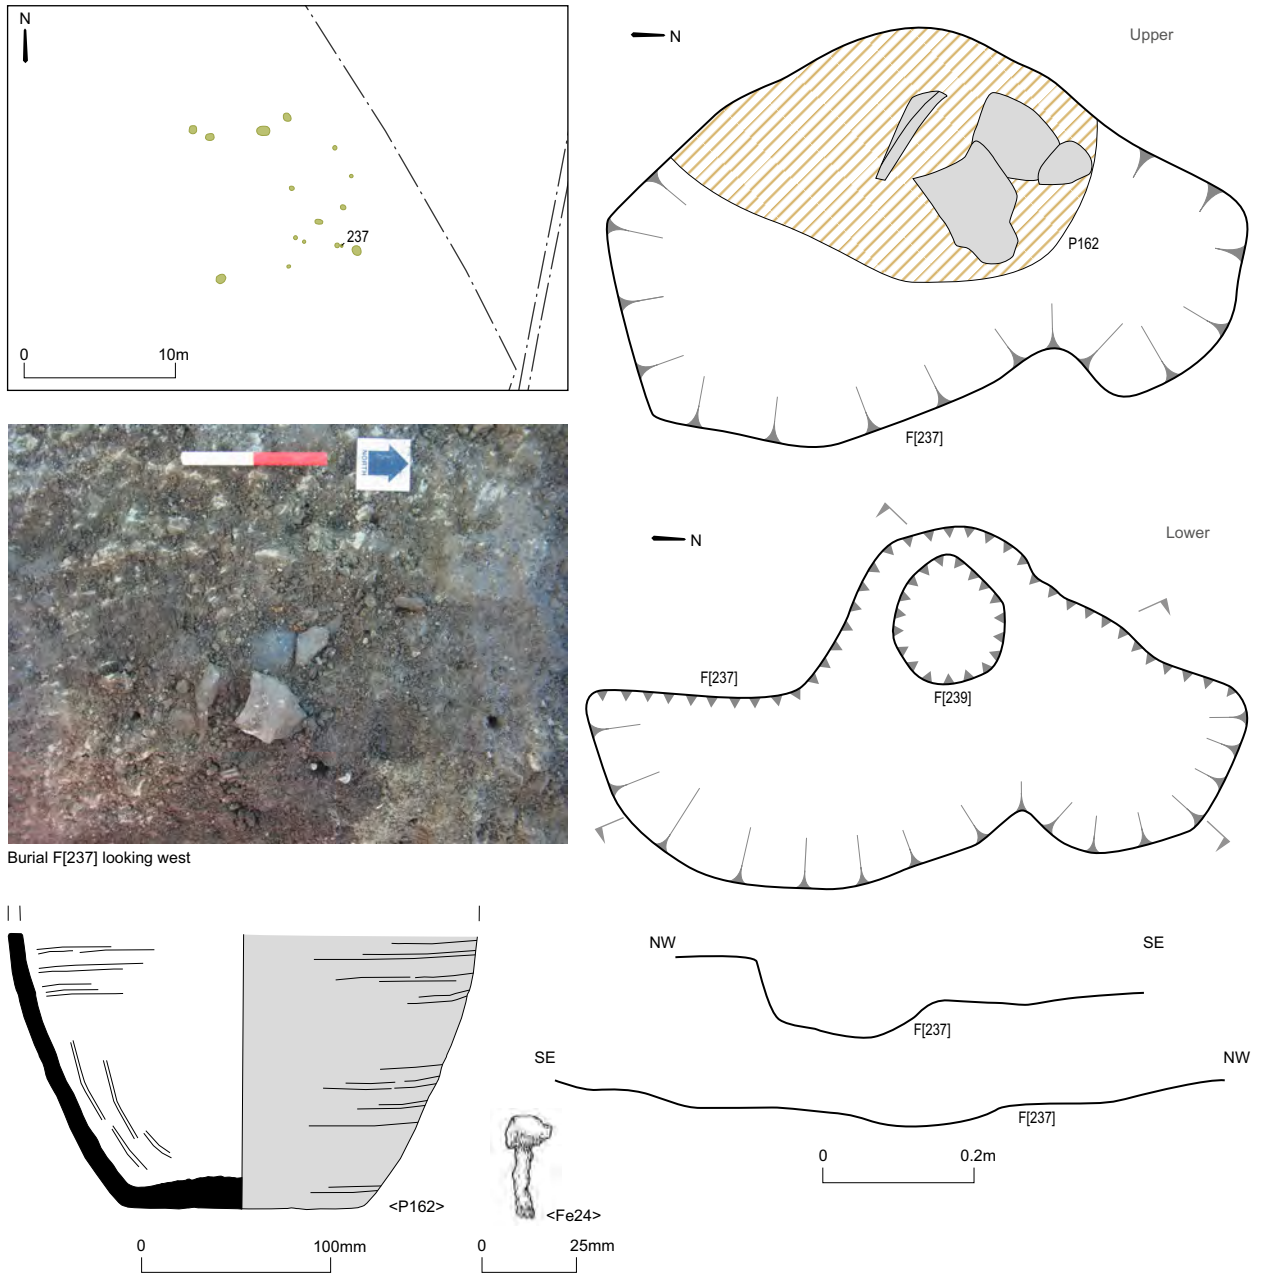 N
237
0 10m
N
Upper
P162
F[237]
NORTH
Burial F[237] looking west
N
Lower
F[237]
F[239]
NW SE
F[237]
SE NW
F[237]
0 0.2m
<P162>
<Fe24>
0 100mm
0 25mm